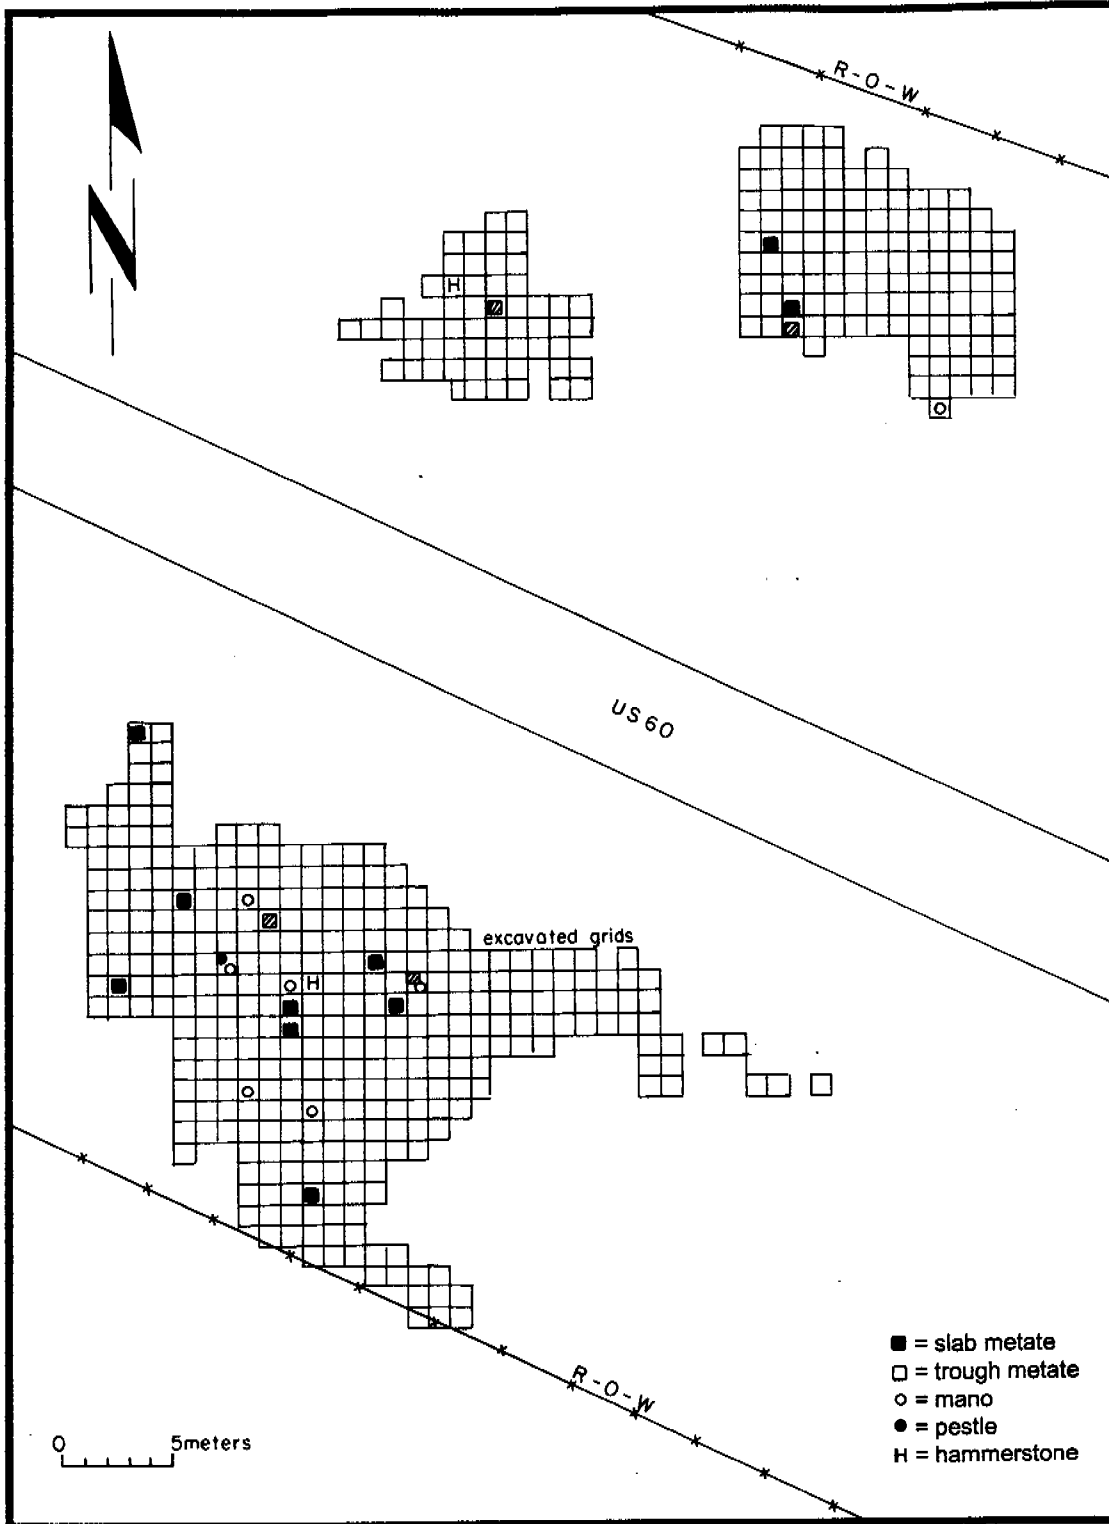 R-O-W
N
H
US 60
excavated grids
H
R-O-W
■ = slab metate
□ = trough metate
○ = mano
● = pestle
H = hammerstone
0 5meters